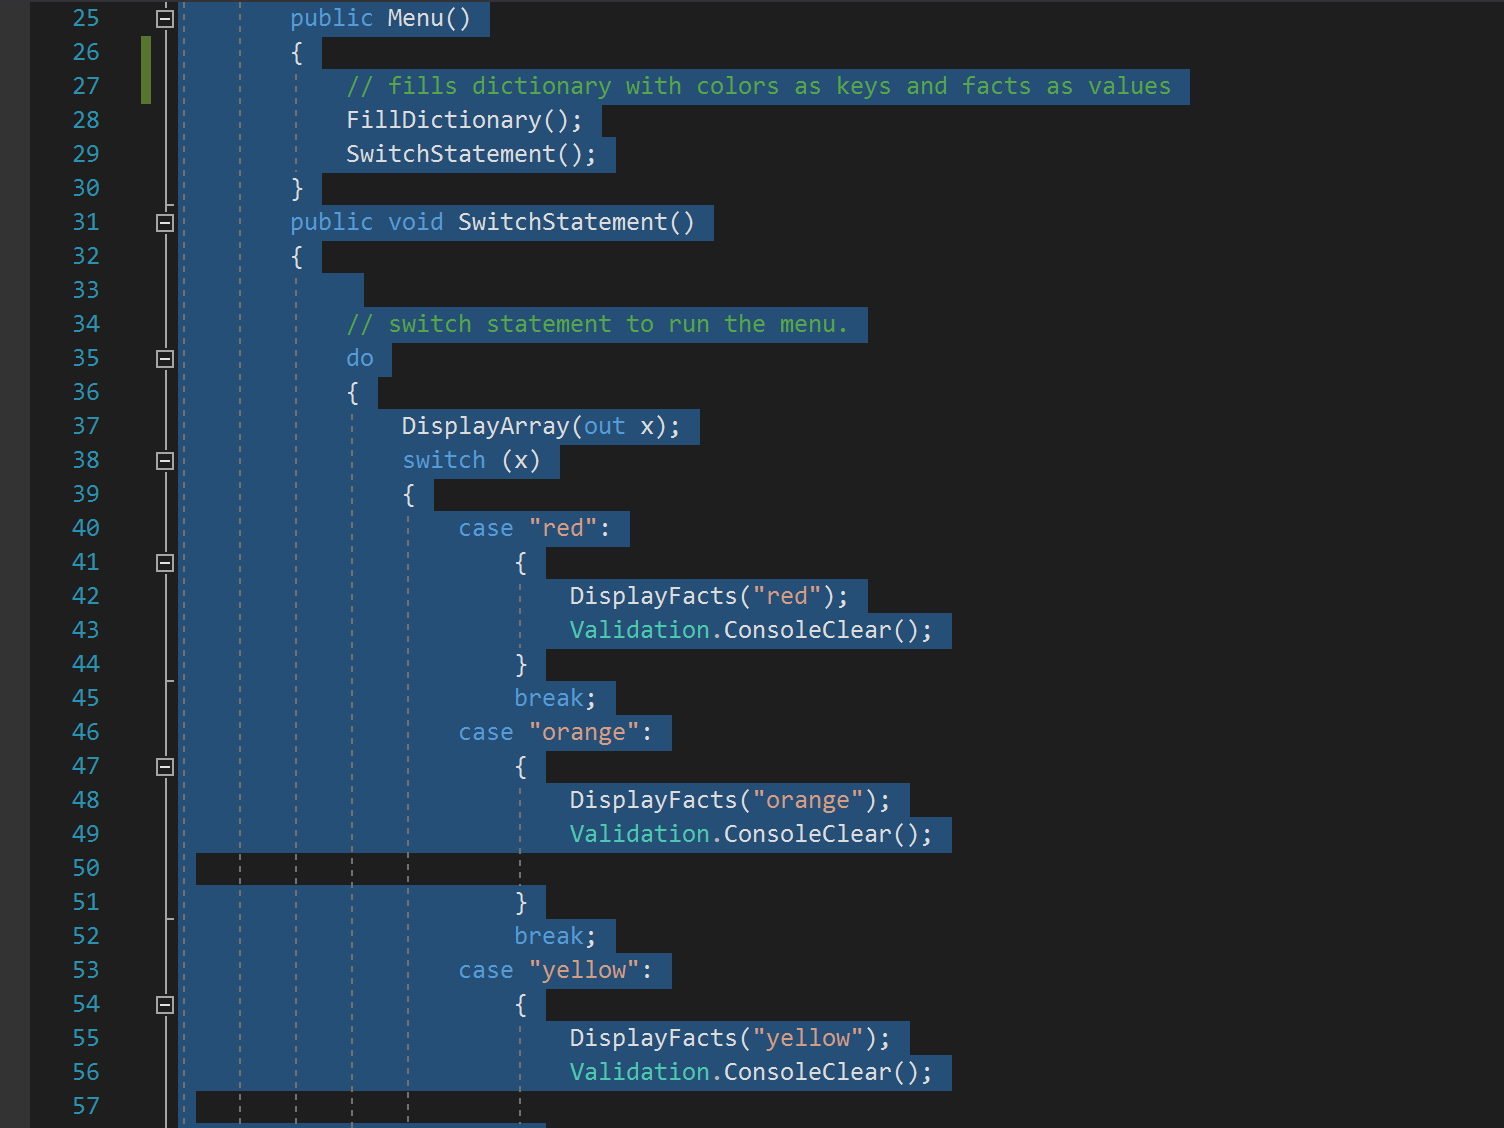 25 public Menu()
26 {
27 // fills dictionary with colors as keys and facts as values
28 FillDictionary();
29 SwitchStatement();
30 }
31 public void SwitchStatement()
32 {
33
34 // switch statement to run the menu.
35 do
36 {
37 DisplayArray(out x);
38 switch (x)
39 {
40 case "red":
41 {
42 DisplayFacts("red");
43 Validation.ConsoleClear();
44 }
45 break;
46 case "orange":
47 {
48 DisplayFacts("orange");
49 Validation.ConsoleClear();
50
51 }
52 break;
53 case "yellow":
54 {
55 DisplayFacts("yellow");
56 Validation.ConsoleClear();
57